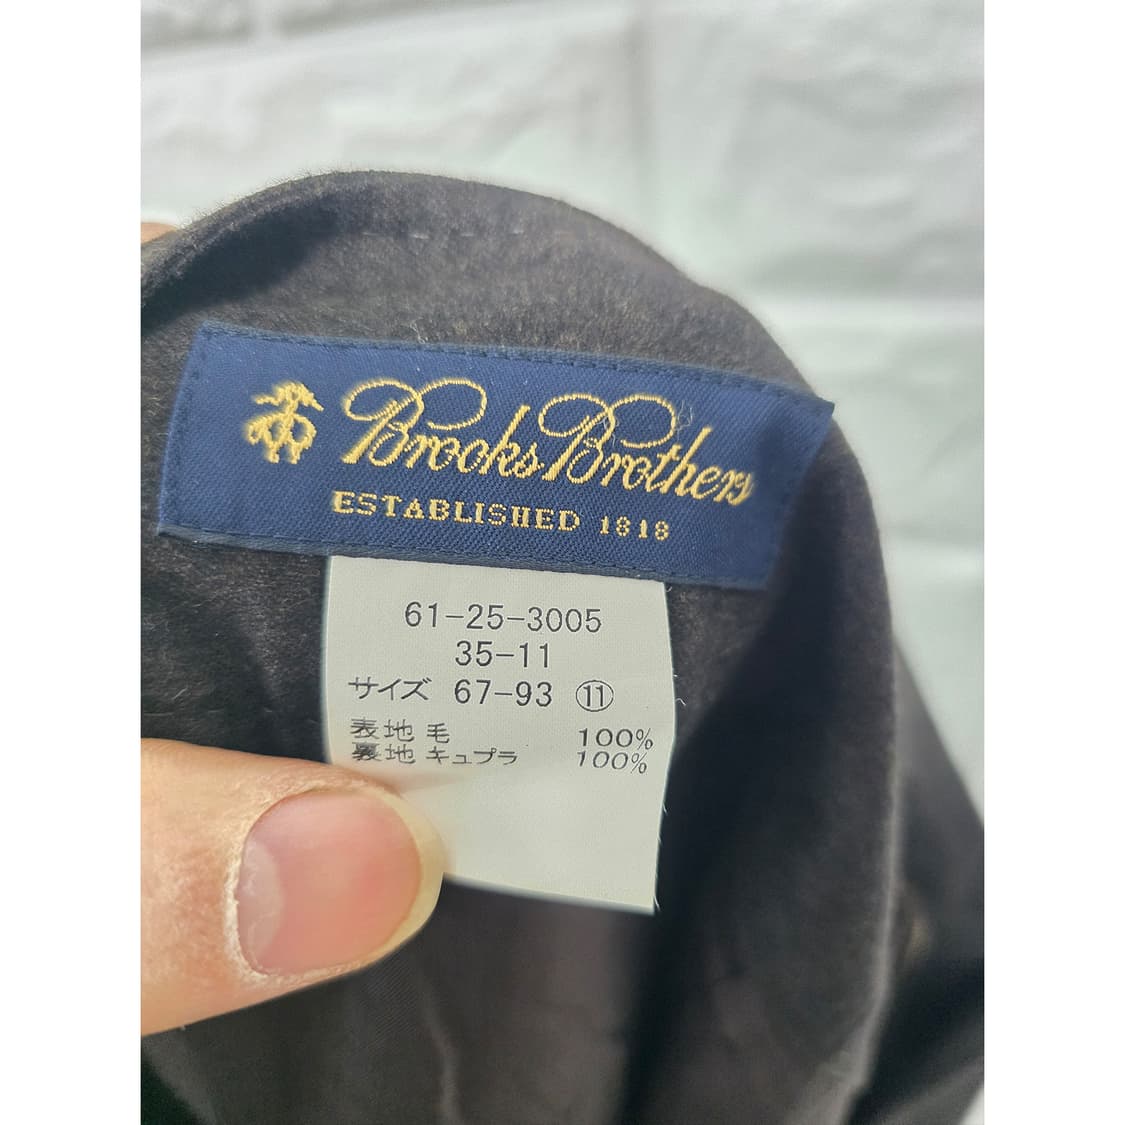 Brooks Brothers
ESTABLISHED 1818
61-25-3005
35-11
サイズ 67-93 ⑪
表地 毛 100%
裏地 キュプラ 100%